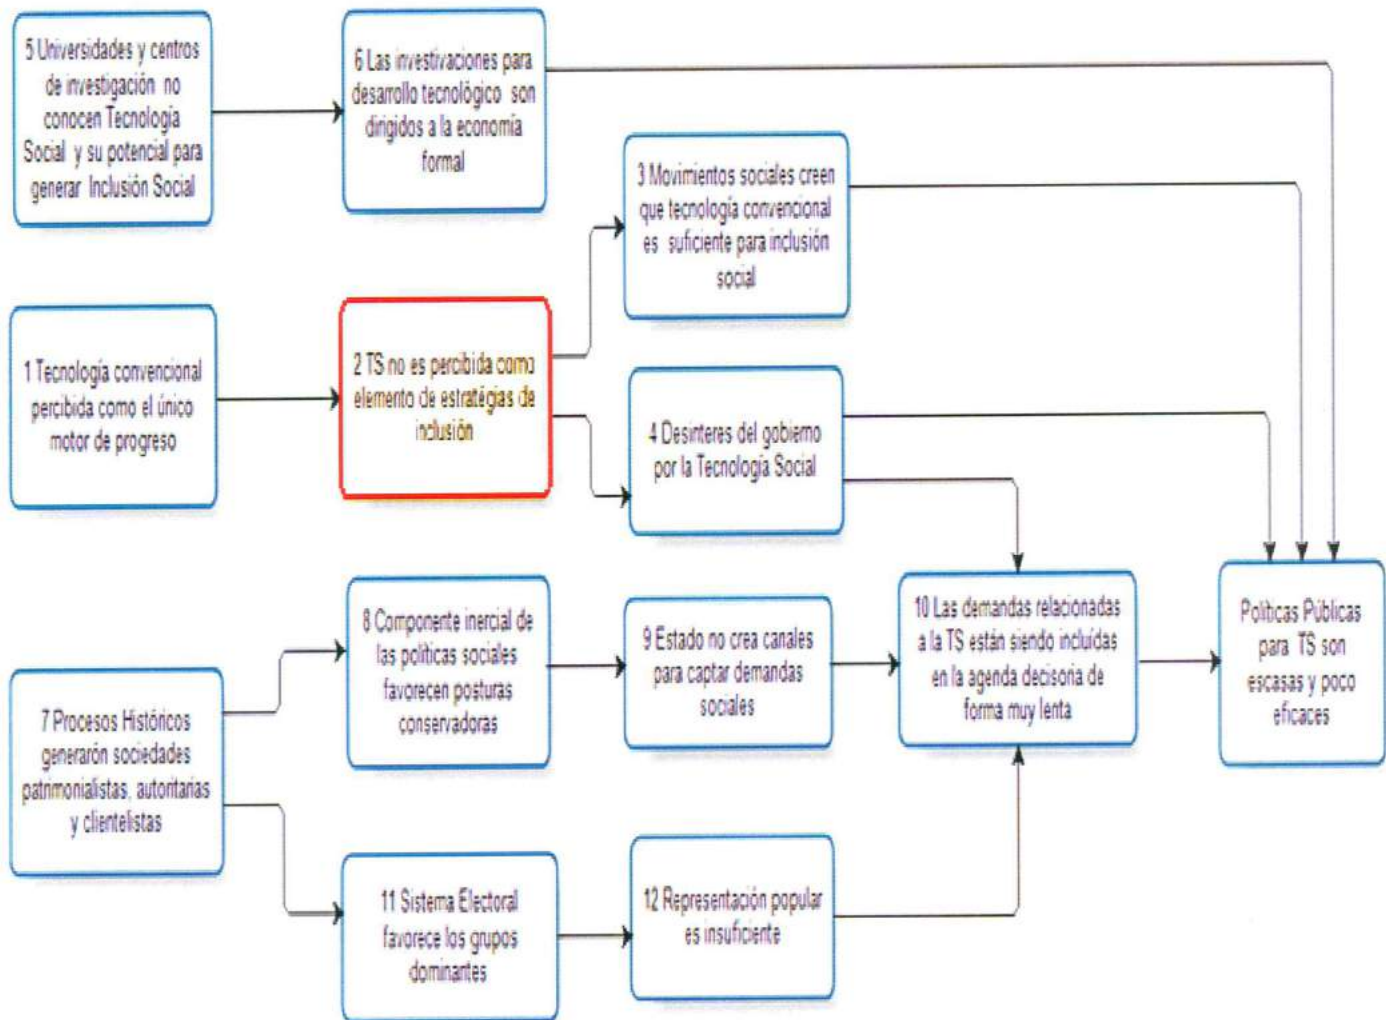 5 Universidades y centros
de investigación no
conocen Tecnología
Social y su potencial para
generar Inclusión Social
6 Las investivaciones para
desarrollo tecnológico son
dirigidos a la economía
formal
3 Movimientos sociales creen
que tecnología convencional
es suficiente para inclusión
social
1 Tecnología convencional
percibida como el único
motor de progreso
2 TS no es percibida como
elemento de estratégias de
inclusión
4 Desinteres del gobierno
por la Tecnología Social
7 Procesos Históricos
generarón sociedades
patrimonialistas, autoritarias
y clientelistas
8 Componente inercial de
las políticas sociales
favorecen posturas
conservadoras
9 Estado no crea canales
para captar demandas
sociales
10 Las demandas relacionadas
a la TS están siendo incluídas
en la agenda decisoria de
forma muy lenta
Políticas Públicas
para TS son
escasas y poco
eficaces
11 Sistema Electoral
favorece los grupos
dominantes
12 Representación popular
es insuficiente